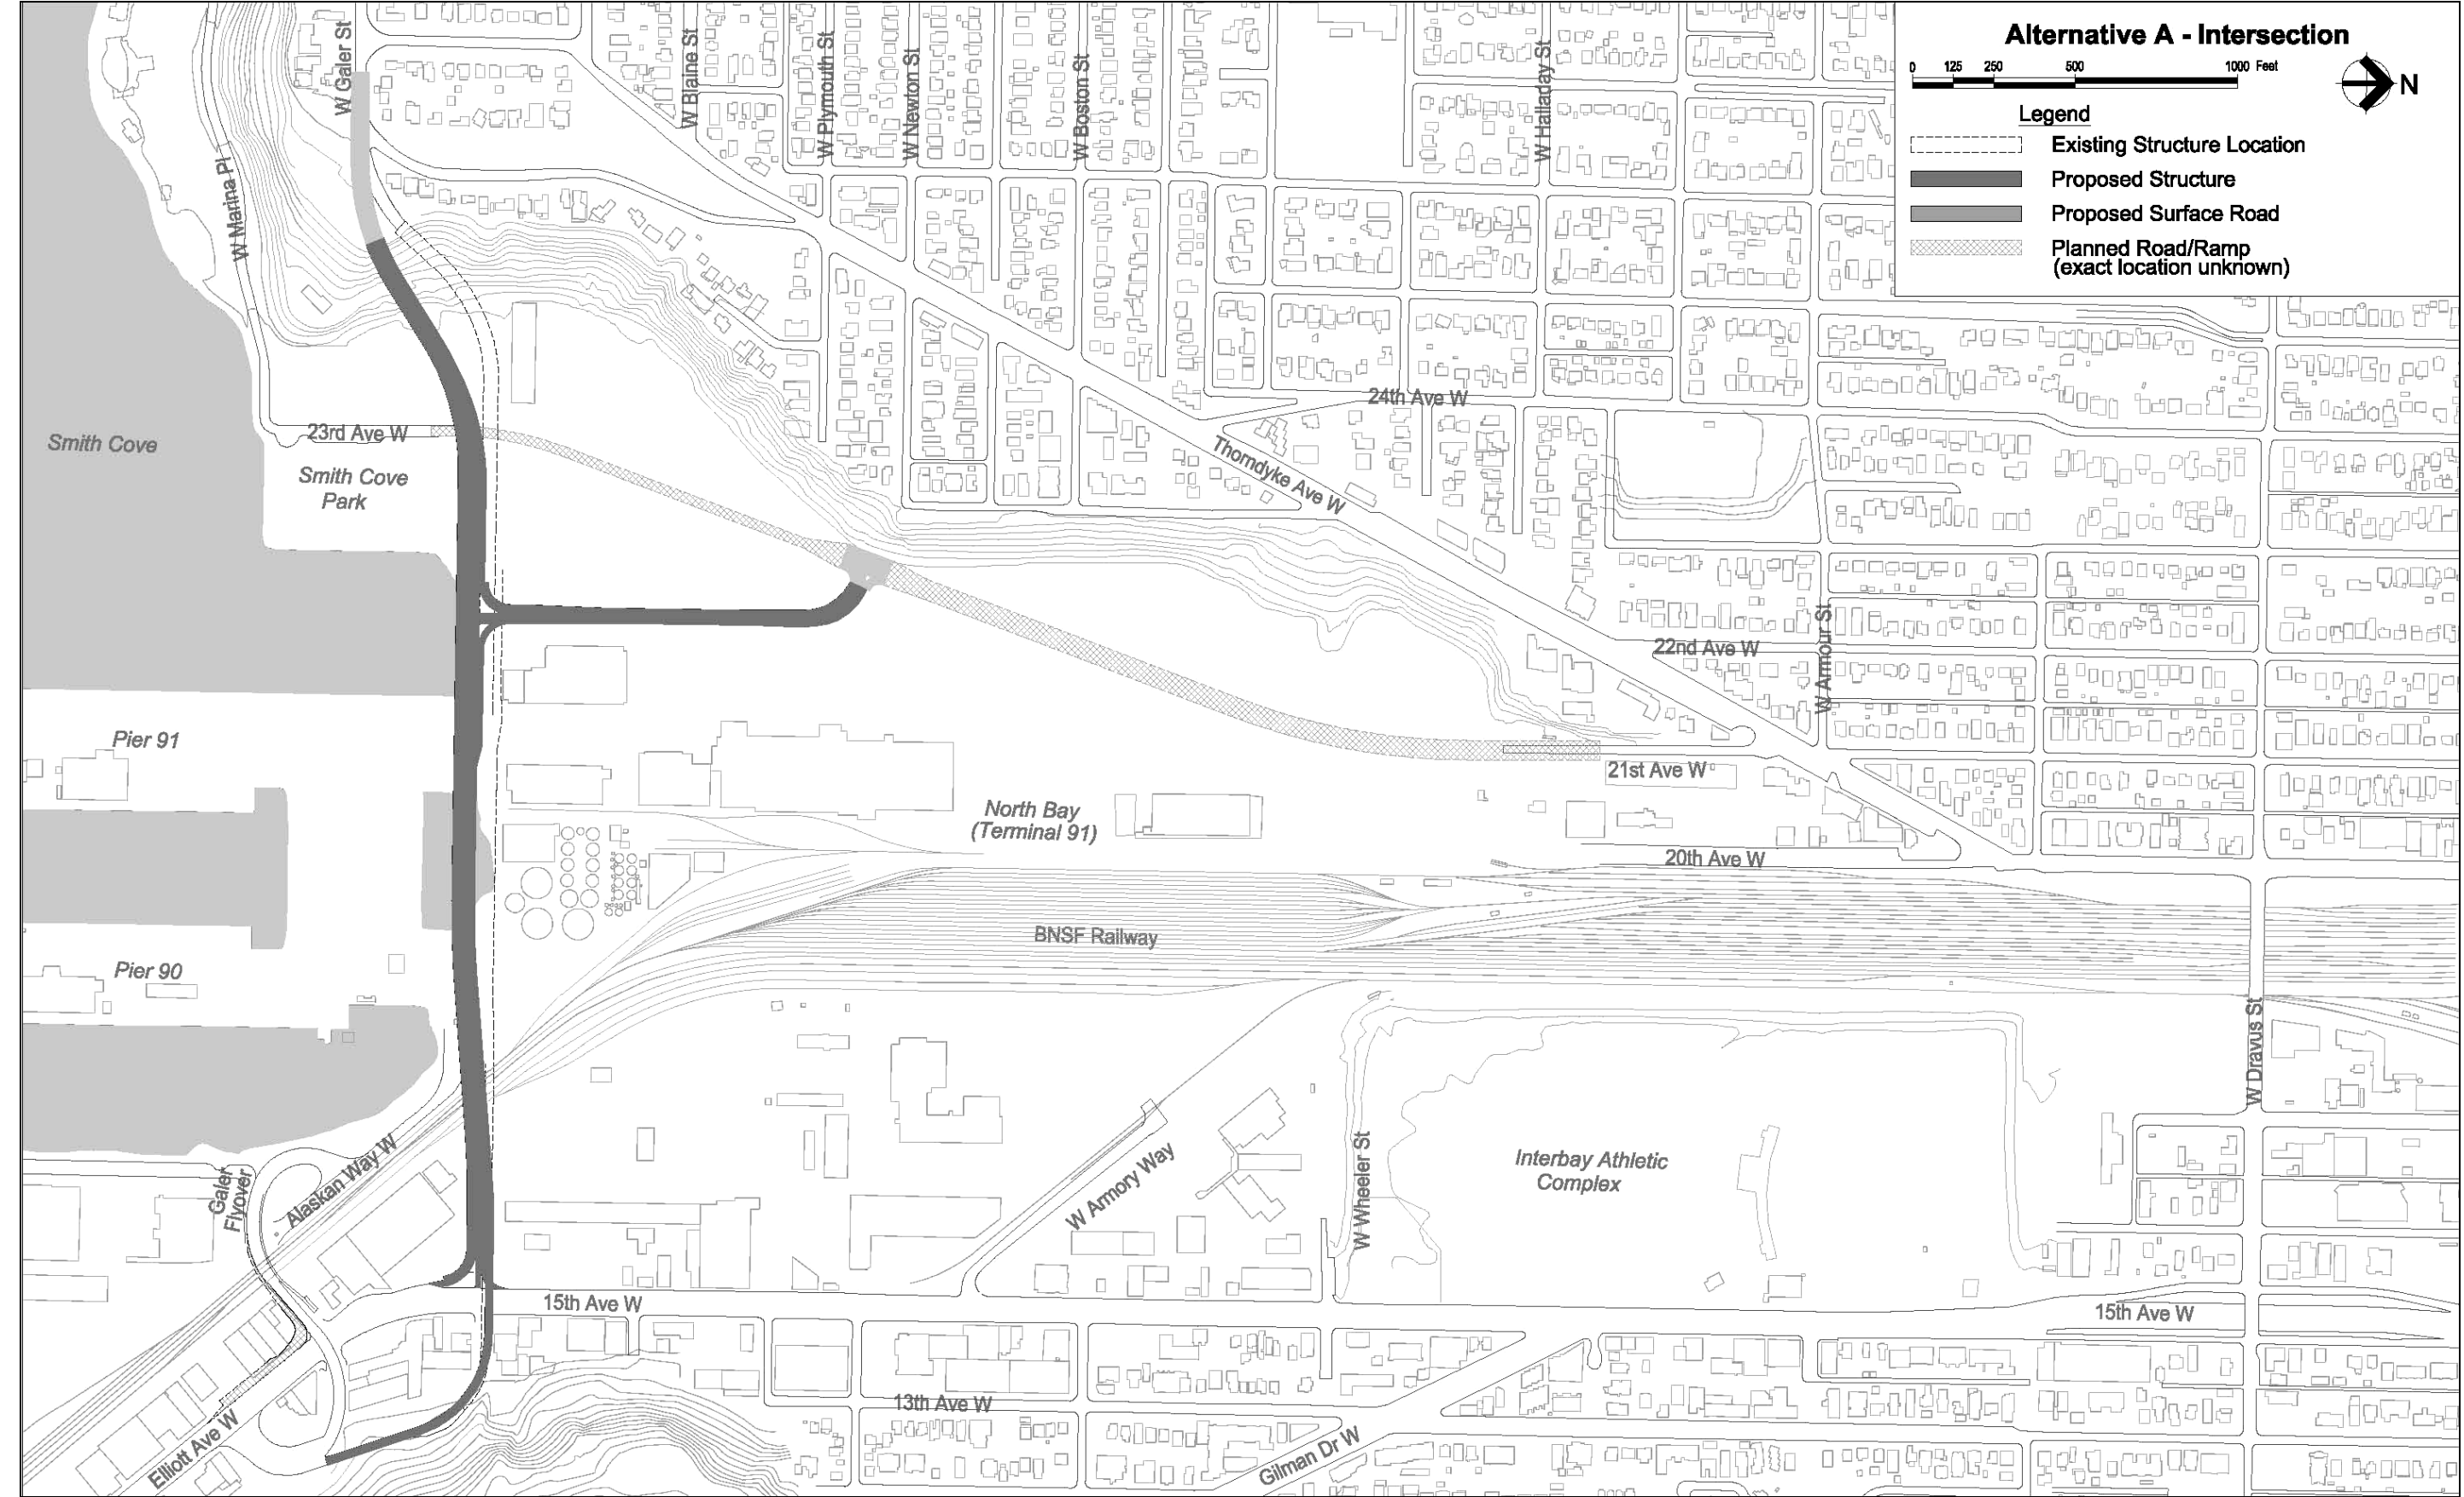 Alternative A - Intersection
0 125 250 500 1000 Feet
N
Legend
Existing Structure Location
Proposed Structure
Proposed Surface Road
Planned Road/Ramp
(exact location unknown)
W Galer St
W Blaine St
W Plymouth St
W Newton St
W Boston St
W Halladay St
W Marina Pl
24th Ave W
23rd Ave W
Smith Cove
Smith Cove
Park
Thorndyke Ave W
22nd Ave W
W Armour St
Pier 91
21st Ave W
North Bay
(Terminal 91)
20th Ave W
BNSF Railway
Pier 90
W Dravus St
Galer
Flyover
Alaskan Way W
W Armory Way
W Wheeler St
Interbay Athletic
Complex
15th Ave W
15th Ave W
13th Ave W
Elliott Ave W
Gilman Dr W